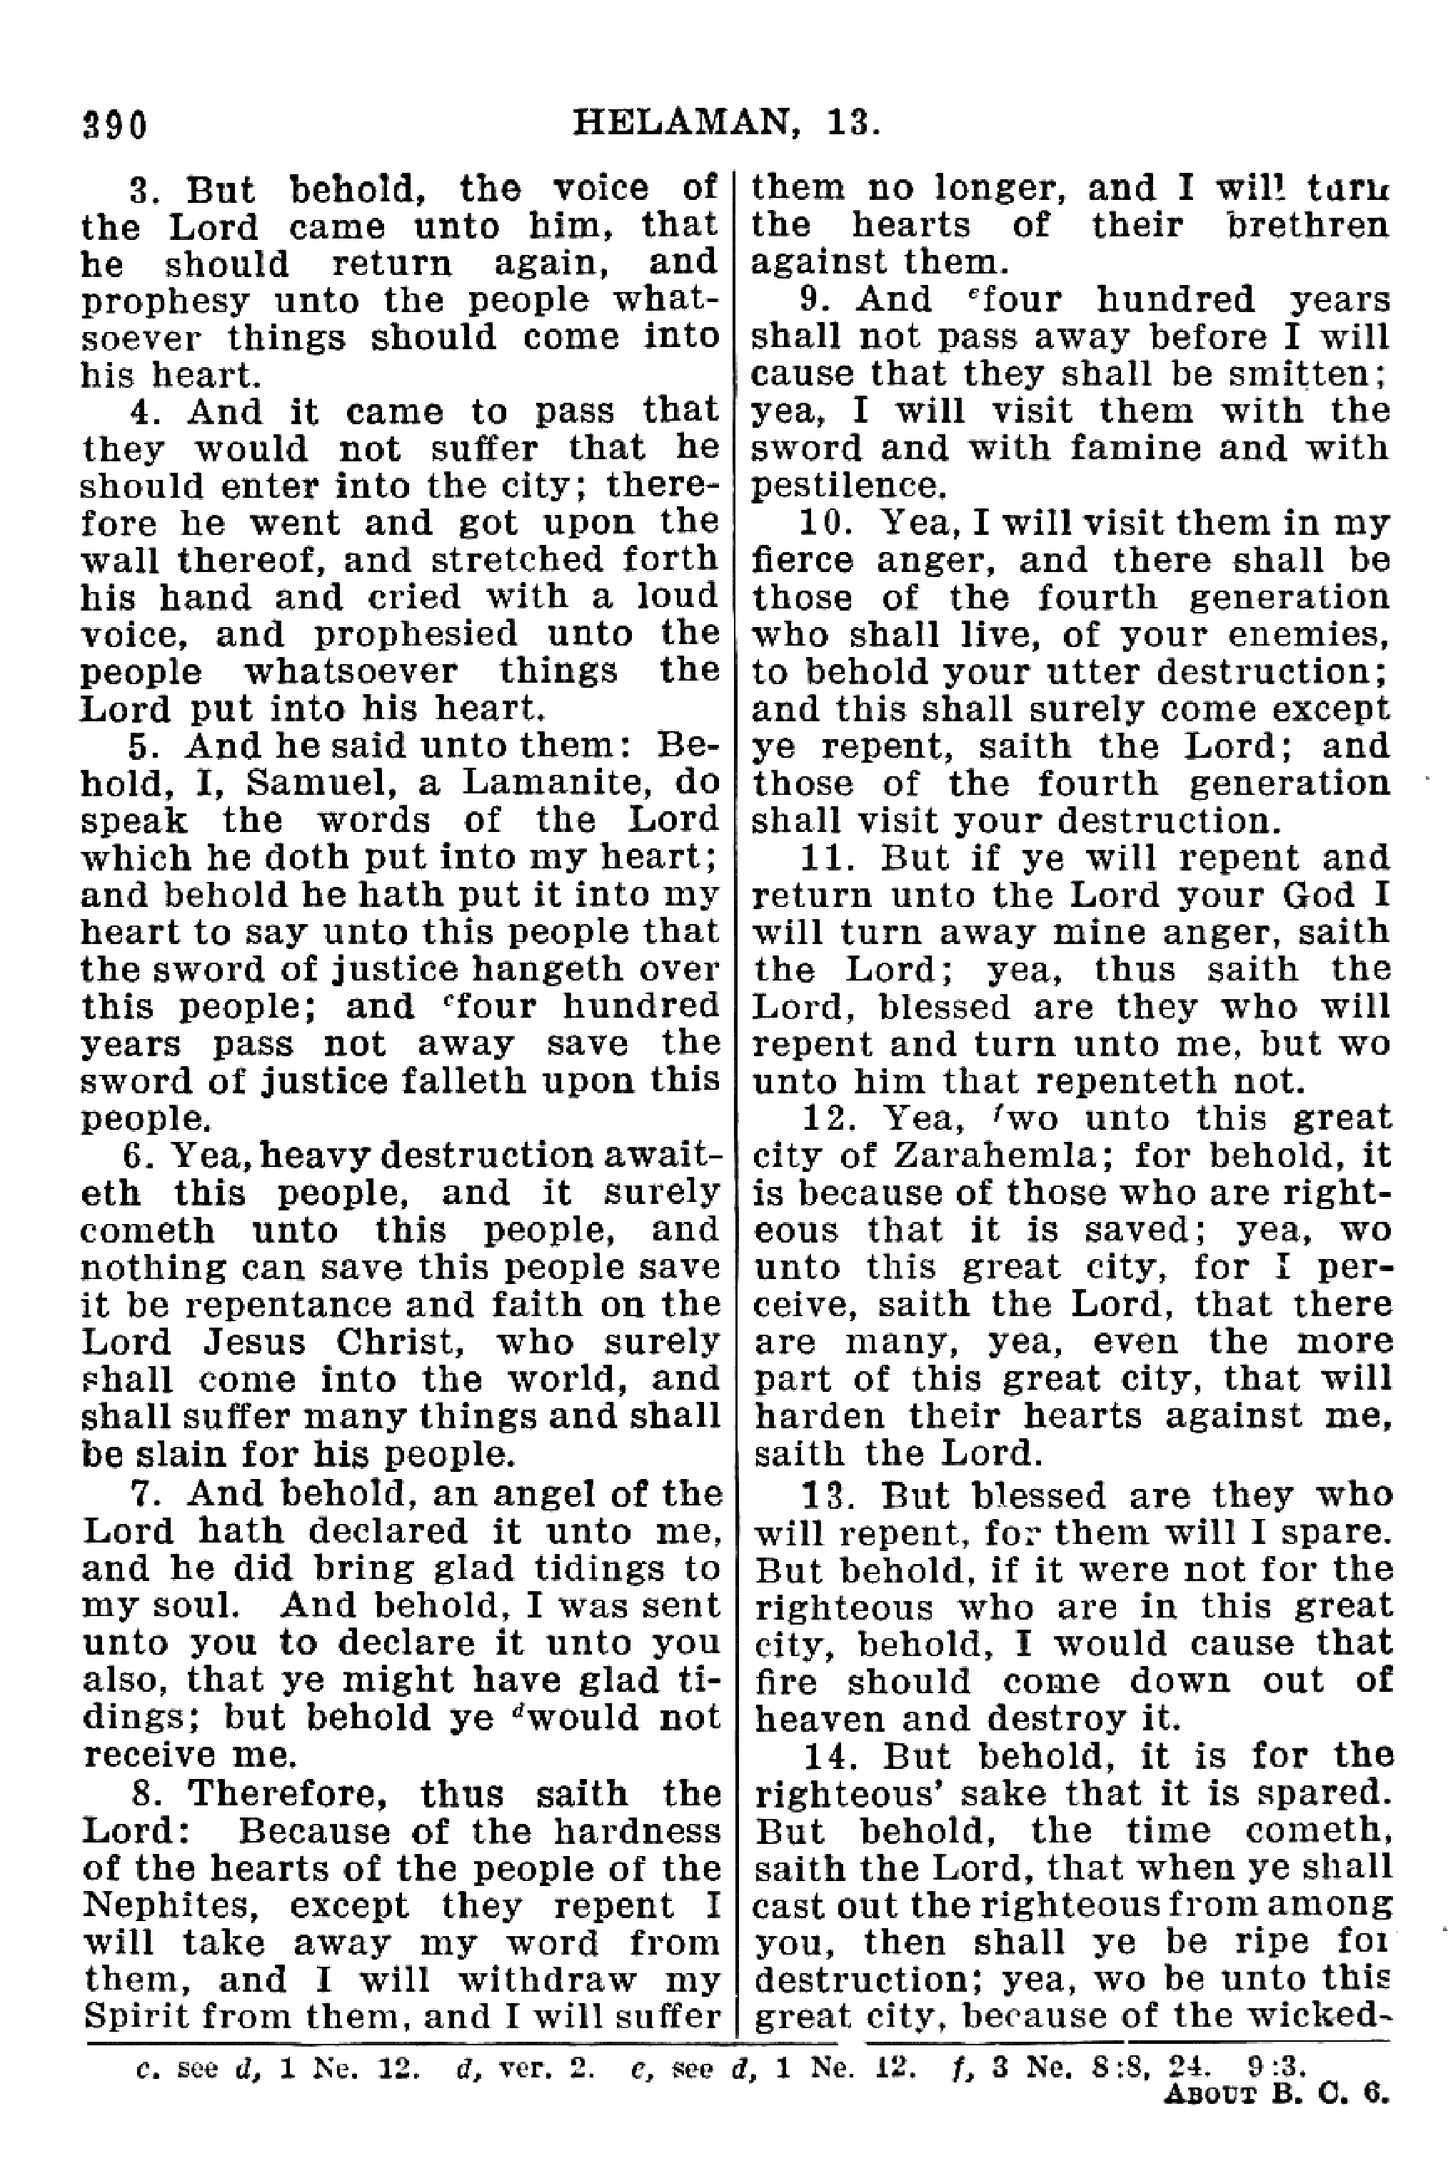 390
HELAMAN, 13.
3. But behold, the voice of
the Lord came unto him, that
he should return again, and
prophesy unto the people what-
soever things should come into
his heart.
4. And it came to pass that
they would not suffer that he
should enter into the city; there-
fore he went and got upon the
wall thereof, and stretched forth
his hand and cried with a loud
voice, and prophesied unto the
people whatsoever things the
Lord put into his heart.
5. And he said unto them: Be-
hold, I, Samuel, a Lamanite, do
speak the words of the Lord
which he doth put into my heart;
and behold he hath put it into my
heart to say unto this people that
the sword of justice hangeth over
this people; and cfour hundred
years pass not away save the
sword of justice falleth upon this
people.
6. Yea, heavy destruction await-
eth this people, and it surely
cometh unto this people, and
nothing can save this people save
it be repentance and faith on the
Lord Jesus Christ, who surely
shall come into the world, and
shall suffer many things and shall
be slain for his people.
7. And behold, an angel of the
Lord hath declared it unto me,
and he did bring glad tidings to
my soul. And behold, I was sent
unto you to declare it unto you
also, that ye might have glad ti-
dings; but behold ye dwould not
receive me.
8. Therefore, thus saith the
Lord: Because of the hardness
of the hearts of the people of the
Nephites, except they repent I
will take away my word from
them, and I will withdraw my
Spirit from them, and I will suffer
them no longer, and I will turn
the hearts of their brethren
against them.
9. And efour hundred years
shall not pass away before I will
cause that they shall be smitten;
yea, I will visit them with the
sword and with famine and with
pestilence.
10. Yea, I will visit them in my
fierce anger, and there shall be
those of the fourth generation
who shall live, of your enemies,
to behold your utter destruction;
and this shall surely come except
ye repent, saith the Lord; and
those of the fourth generation
shall visit your destruction.
11. But if ye will repent and
return unto the Lord your God I
will turn away mine anger, saith
the Lord; yea, thus saith the
Lord, blessed are they who will
repent and turn unto me, but wo
unto him that repenteth not.
12. Yea, fwo unto this great
city of Zarahemla; for behold, it
is because of those who are right-
eous that it is saved; yea, wo
unto this great city, for I per-
ceive, saith the Lord, that there
are many, yea, even the more
part of this great city, that will
harden their hearts against me,
saith the Lord.
13. But blessed are they who
will repent, for them will I spare.
But behold, if it were not for the
righteous who are in this great
city, behold, I would cause that
fire should come down out of
heaven and destroy it.
14. But behold, it is for the
righteous' sake that it is spared.
But behold, the time cometh,
saith the Lord, that when ye shall
cast out the righteous from among
you, then shall ye be ripe for
destruction; yea, wo be unto this
great city, because of the wicked-
c. see d, 1 Ne. 12. d, ver. 2. e, see d, 1 Ne. 12. f, 3 Ne. 8:8, 24. 9:3.
ABOUT B. C. 6.